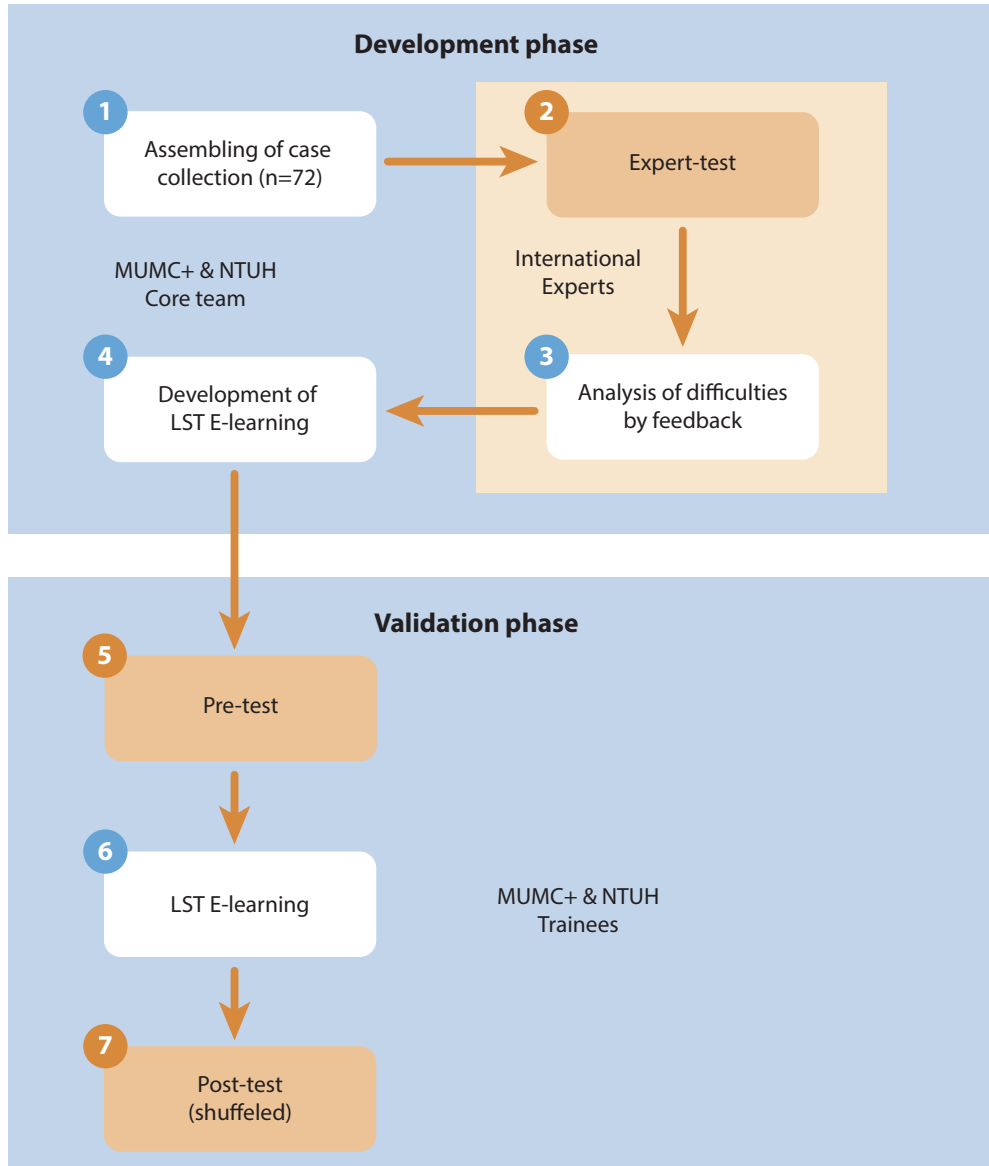 Development phase
1
Assembling of case
collection (n=72)
2
Expert-test
MUMC+ & NTUH
Core team
International
Experts
3
Analysis of difficulties
by feedback
4
Development of
LST E-learning
Validation phase
5
Pre-test
6
LST E-learning
MUMC+ & NTUH
Trainees
7
Post-test
(shuffeled)